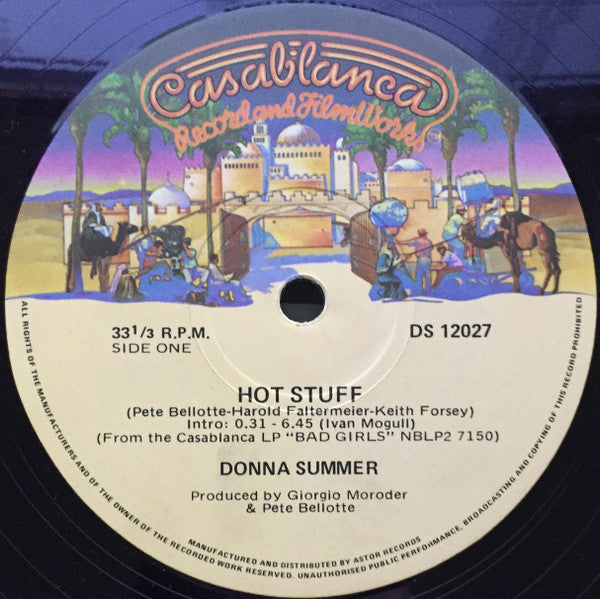 Casablanca
Record and FilmWorks
33 1/3 R.P.M.
SIDE ONE
DS 12027
HOT STUFF
(Pete Bellotte-Harold Faltermeier-Keith Forsey)
Intro: 0.31 - 6.45 (Ivan Mogull)
(From the Casablanca LP "BAD GIRLS" NBLP2 7150)
DONNA SUMMER
Produced by Giorgio Moroder
& Pete Bellotte
MANUFACTURED AND DISTRIBUTED BY ASTOR RECORDS
ALL RIGHTS OF THE MANUFACTURERS AND OF THE OWNER OF THE RECORDED WORK RESERVED. UNAUTHORISED PUBLIC PERFORMANCE, BROADCASTING AND COPYING OF THIS RECORD PROHIBITED